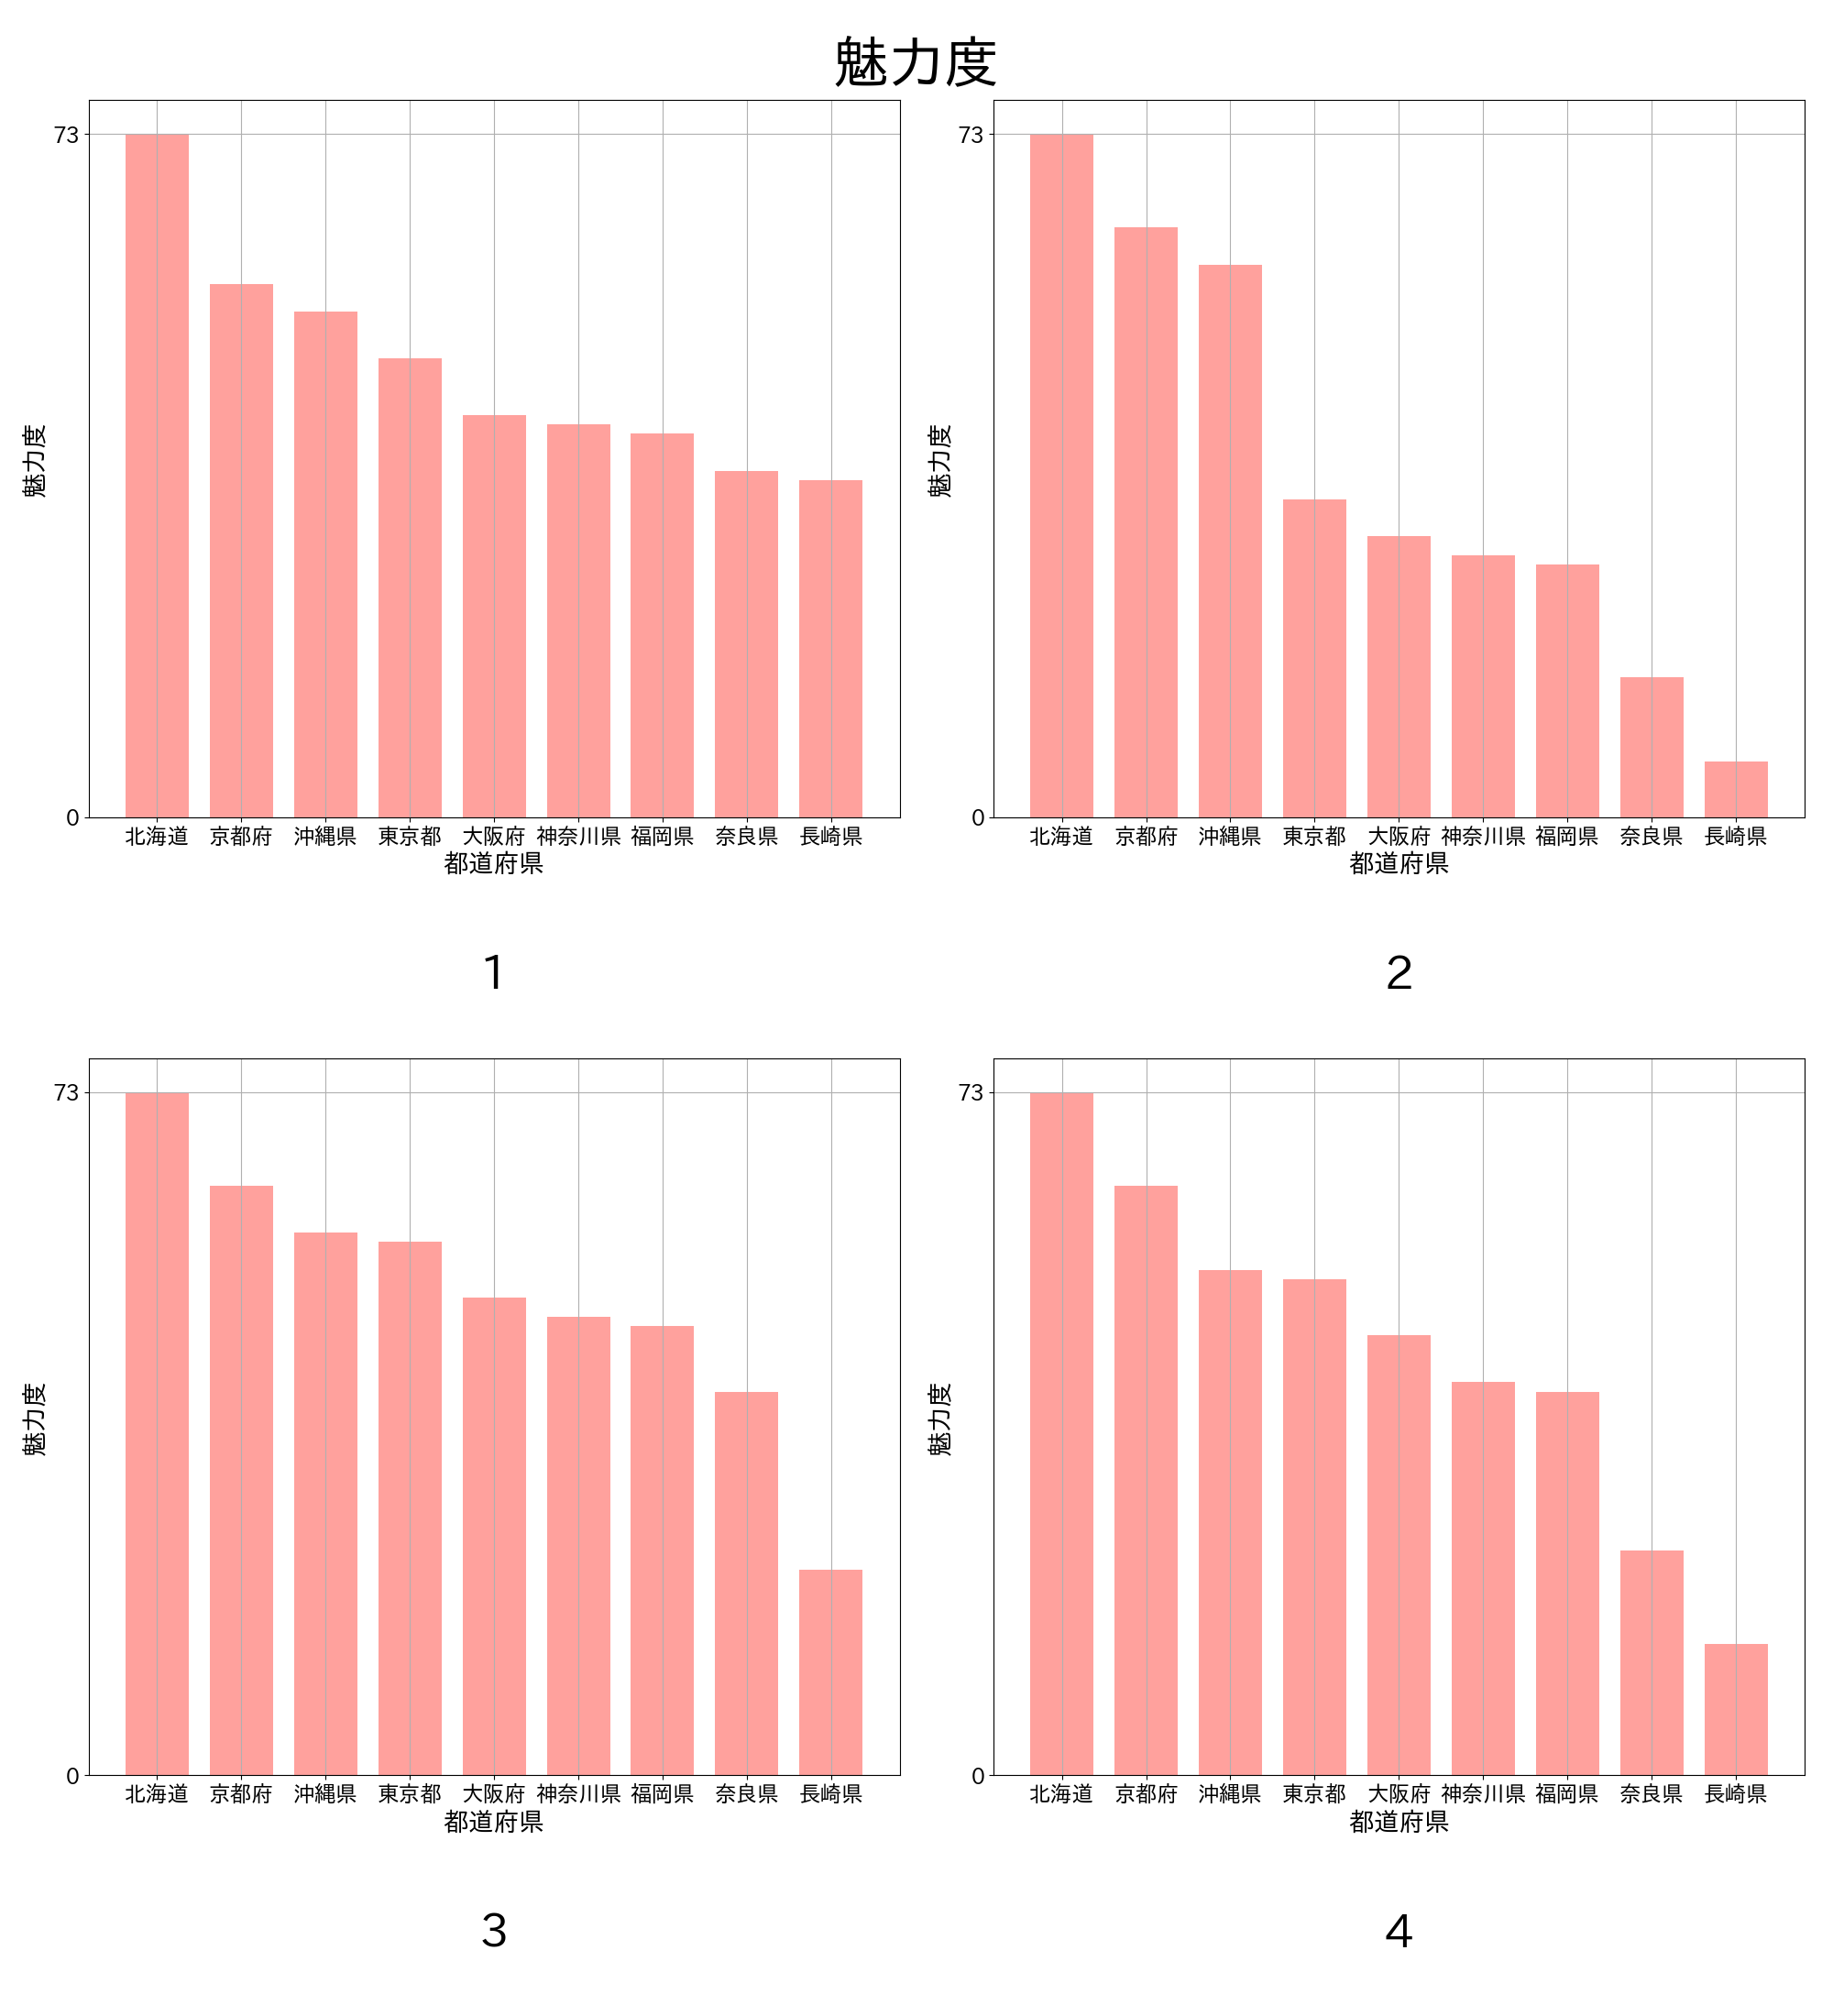 魅力度
73
0
魅力度
北海道 京都府 沖縄県 東京都 大阪府 神奈川県 福岡県 奈良県 長崎県
都道府県
1
73
0
魅力度
北海道 京都府 沖縄県 東京都 大阪府 神奈川県 福岡県 奈良県 長崎県
都道府県
2
73
0
魅力度
北海道 京都府 沖縄県 東京都 大阪府 神奈川県 福岡県 奈良県 長崎県
都道府県
3
73
0
魅力度
北海道 京都府 沖縄県 東京都 大阪府 神奈川県 福岡県 奈良県 長崎県
都道府県
4